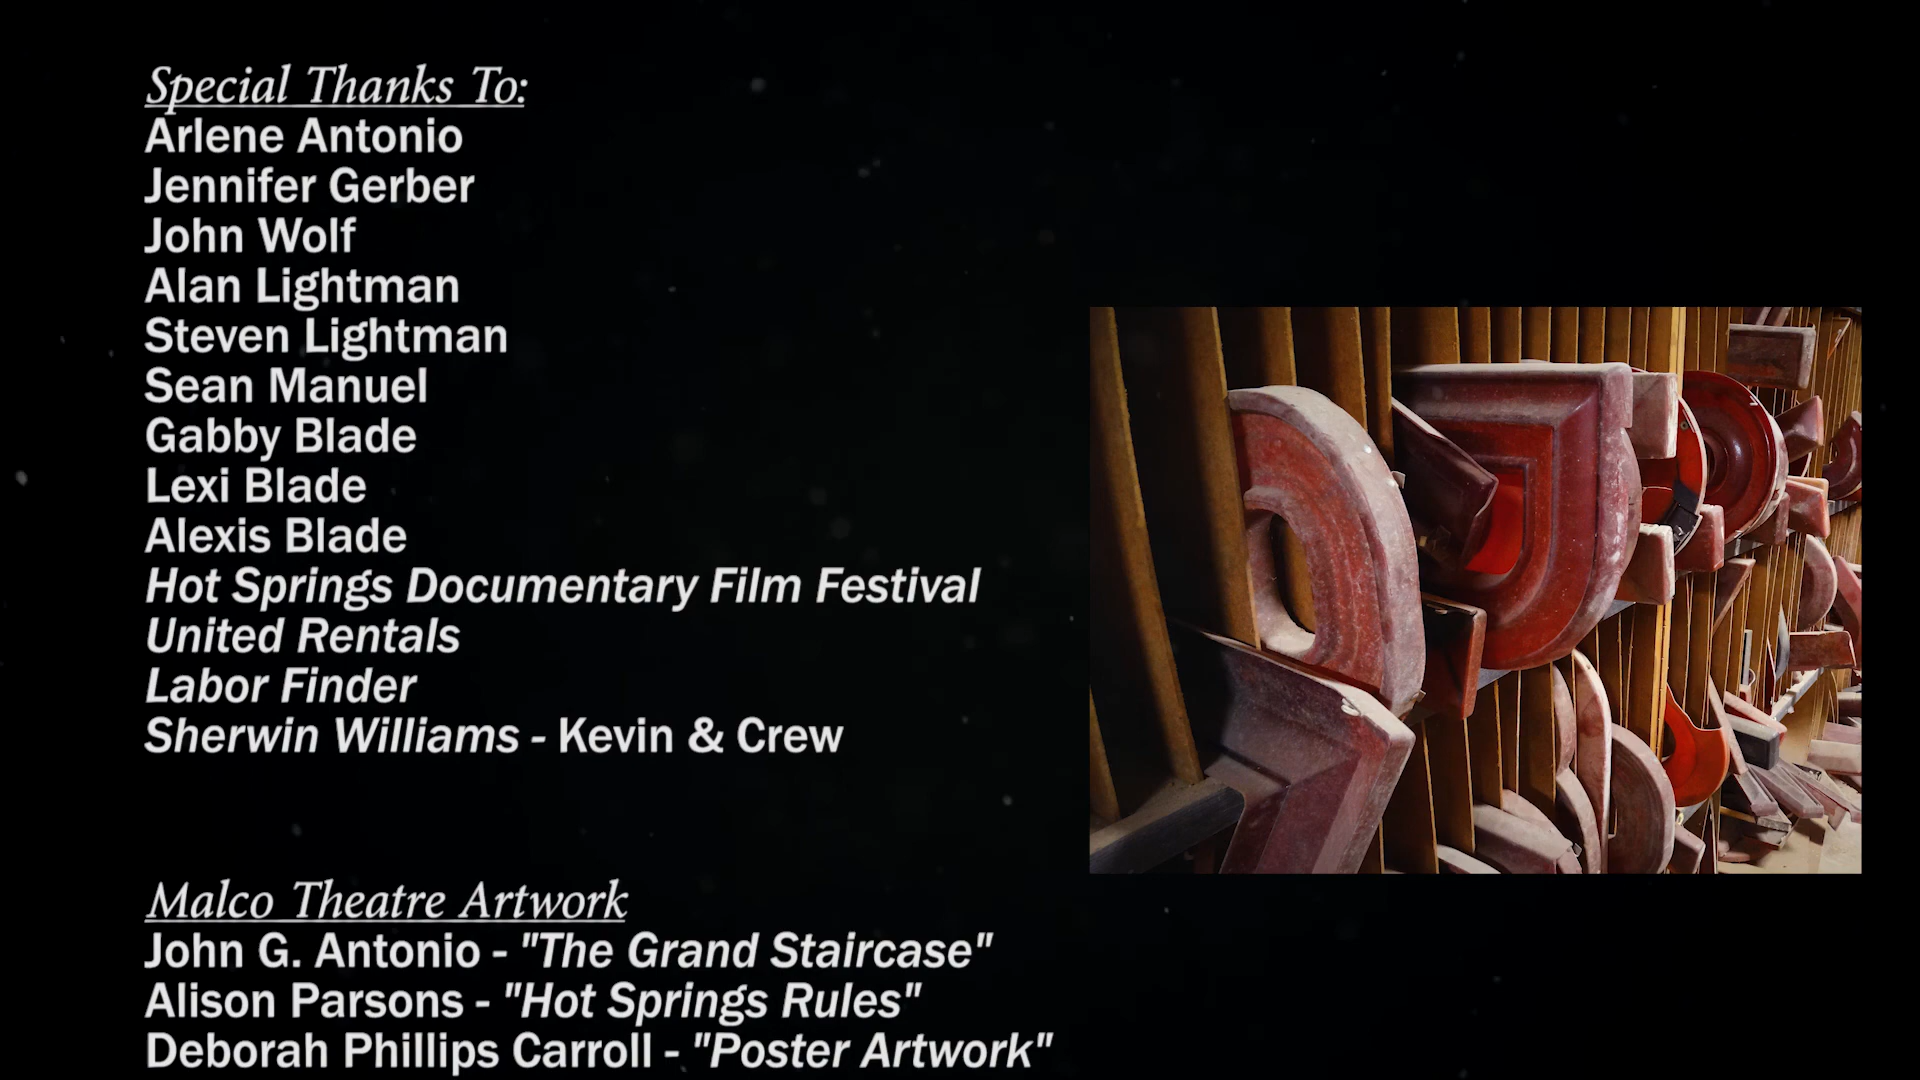 Special Thanks To:
Arlene Antonio
Jennifer Gerber
John Wolf
Alan Lightman
Steven Lightman
Sean Manuel
Gabby Blade
Lexi Blade
Alexis Blade
Hot Springs Documentary Film Festival
United Rentals
Labor Finder
Sherwin Williams - Kevin & Crew
Malco Theatre Artwork
John G. Antonio - "The Grand Staircase"
Alison Parsons - "Hot Springs Rules"
Deborah Phillips Carroll - "Poster Artwork"